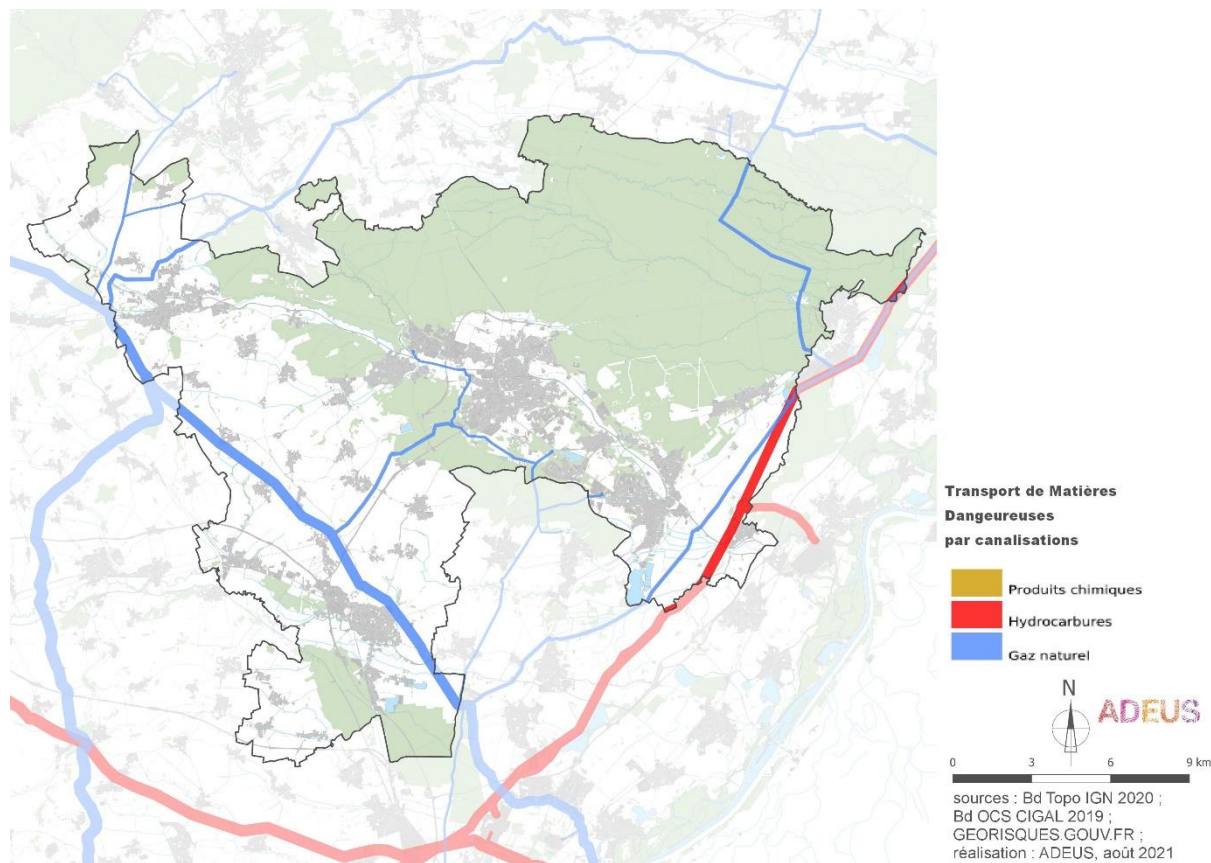 Transport de Matières
Dangeureuses
par canalisations
Produits chimiques
Hydrocarbures
Gaz naturel
N
ADEUS
0 3 6 9 km
sources : Bd Topo IGN 2020 ;
Bd OCS CIGAL 2019 ;
GEORISQUES.GOUV.FR ;
réalisation : ADEUS, août 2021